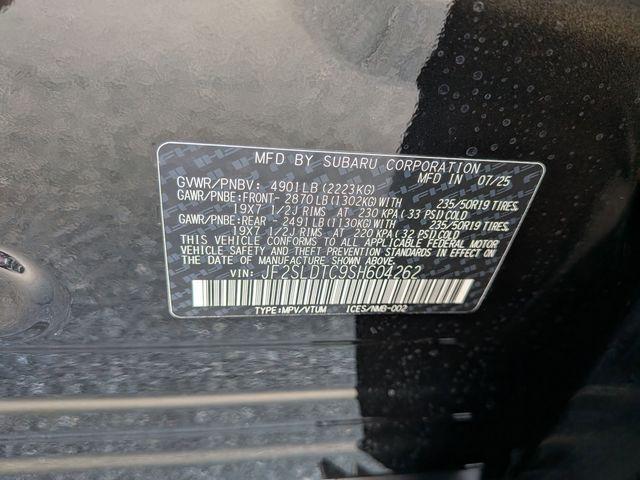 MFD BY SUBARU CORPORATION
MFD IN 07/25
GVWR/PNBV: 4901LB(2223KG)
GAWR/PNBE:FRONT- 2870LB(1302KG)WITH 235/50R19 TIRES,
19X7 1/2J RIMS, AT 230 KPA(33 PSI)COLD
GAWR/PNBE:REAR - 2491LB(1130KG)WITH 235/50R19 TIRES,
19X7 1/2J RIMS, AT 220 KPA(32 PSI)COLD
THIS VEHICLE CONFORMS TO ALL APPLICABLE FEDERAL MOTOR
VEHICLE SAFETY AND THEFT PREVENTION STANDARDS IN EFFECT ON
THE DATE OF MANUFACTURE SHOWN ABOVE.
VIN: JF2SLDTC9SH604262
TYPE:MPV/VTUM ICES/NMB-002